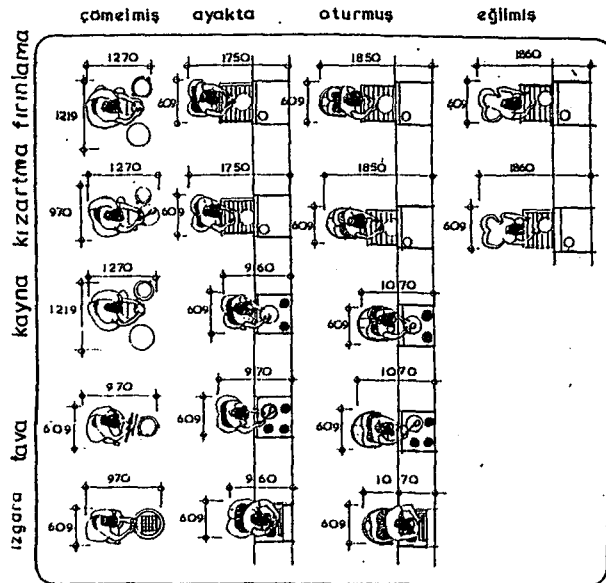 çömelmiş ayakta oturmuş eğilmiş
fırınlama
1270 1750 1850 1860
1219 609 609 609
kızartma
1270 1750 1850 1860
970 609 609 609
kayna
1270 960 1070
1219 609 609
tava
970 970 1070
609 609 609
ızgara
970 960 1070
609 609 609